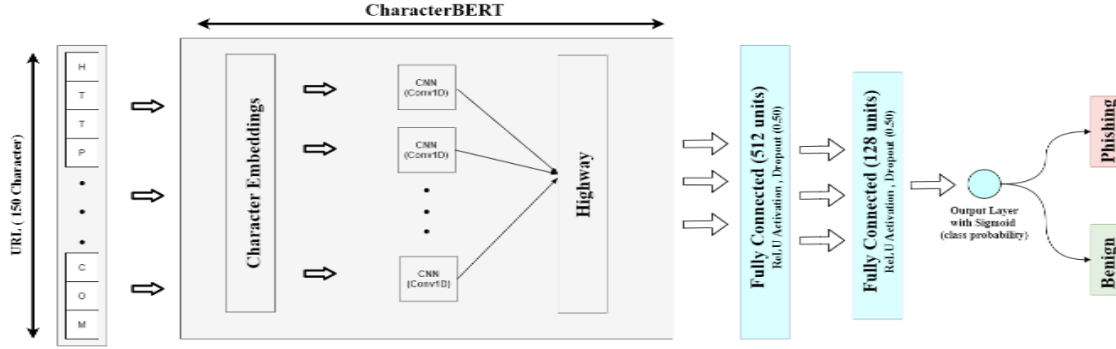 CharacterBERT
URL ( 150 Character)
H
T
T
P
C
O
M
Character Embeddings
CNN
(Conv1D)
CNN
(Conv1D)
CNN
(Conv1D)
Highway
Fully Connected (512 units)
ReLU Activation , Dropout (0.50)
Fully Connected (128 units)
ReLU Activation , Dropout (0.50)
Output Layer
with Sigmoid
(class probability)
Phishing
Benign